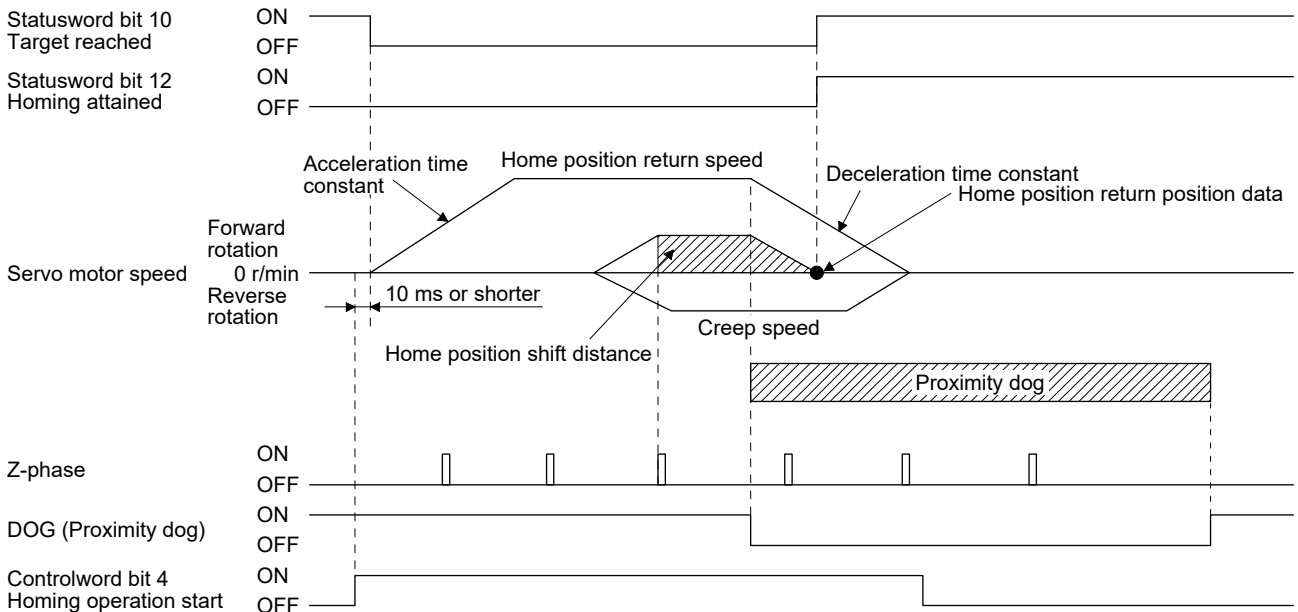 Statusword bit 10
Target reached
ON
OFF
Statusword bit 12
Homing attained
ON
OFF
Acceleration time
constant
Home position return speed
Deceleration time constant
Home position return position data
Servo motor speed
Forward
rotation
0 r/min
Reverse
rotation
10 ms or shorter
Creep speed
Home position shift distance
Proximity dog
Z-phase
ON
OFF
DOG (Proximity dog)
ON
OFF
Controlword bit 4
Homing operation start
ON
OFF